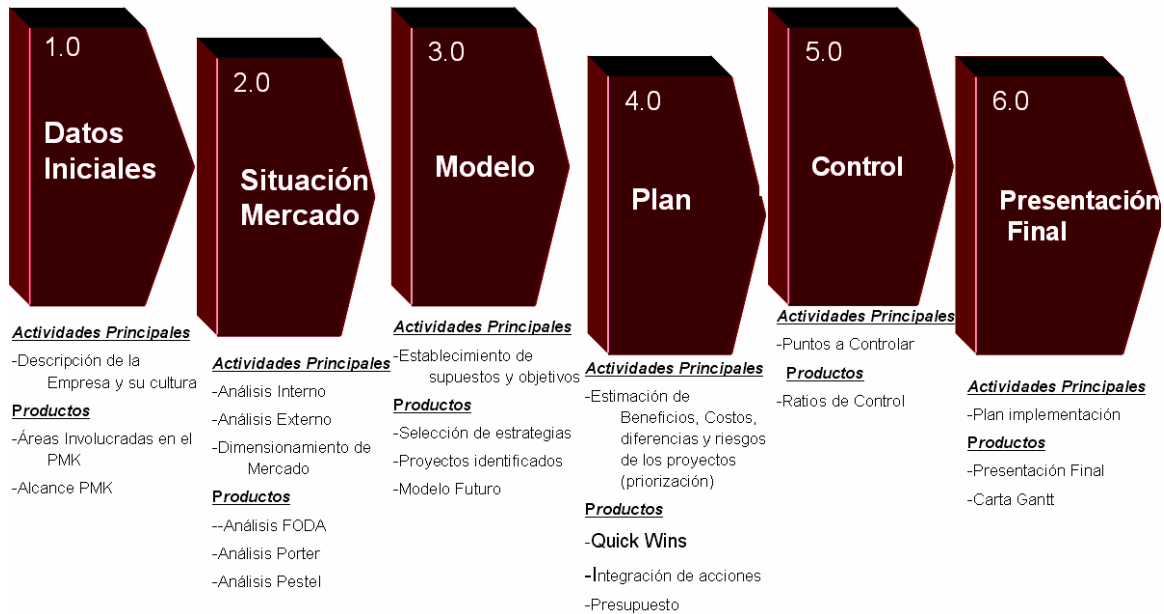 1.0
Datos
Iniciales
Actividades Principales
-Descripción de la
Empresa y su cultura
Productos
-Áreas Involucradas en el
PMK
-Alcance PMK
2.0
Situación
Mercado
Actividades Principales
-Análisis Interno
-Análisis Externo
-Dimensionamiento de
Mercado
Productos
--Análisis FODA
-Análisis Porter
-Análisis Pestel
3.0
Modelo
Actividades Principales
-Establecimiento de
supuestos y objetivos
Productos
-Selección de estrategias
-Proyectos identificados
-Modelo Futuro
4.0
Plan
Actividades Principales
-Estimación de
Beneficios, Costos,
diferencias y riesgos
de los proyectos
(priorización)
Productos
-Quick Wins
-Integración de acciones
-Presupuesto
5.0
Control
Actividades Principales
-Puntos a Controlar
Productos
-Ratios de Control
6.0
Presentación
Final
Actividades Principales
-Plan implementación
Productos
-Presentación Final
-Carta Gantt